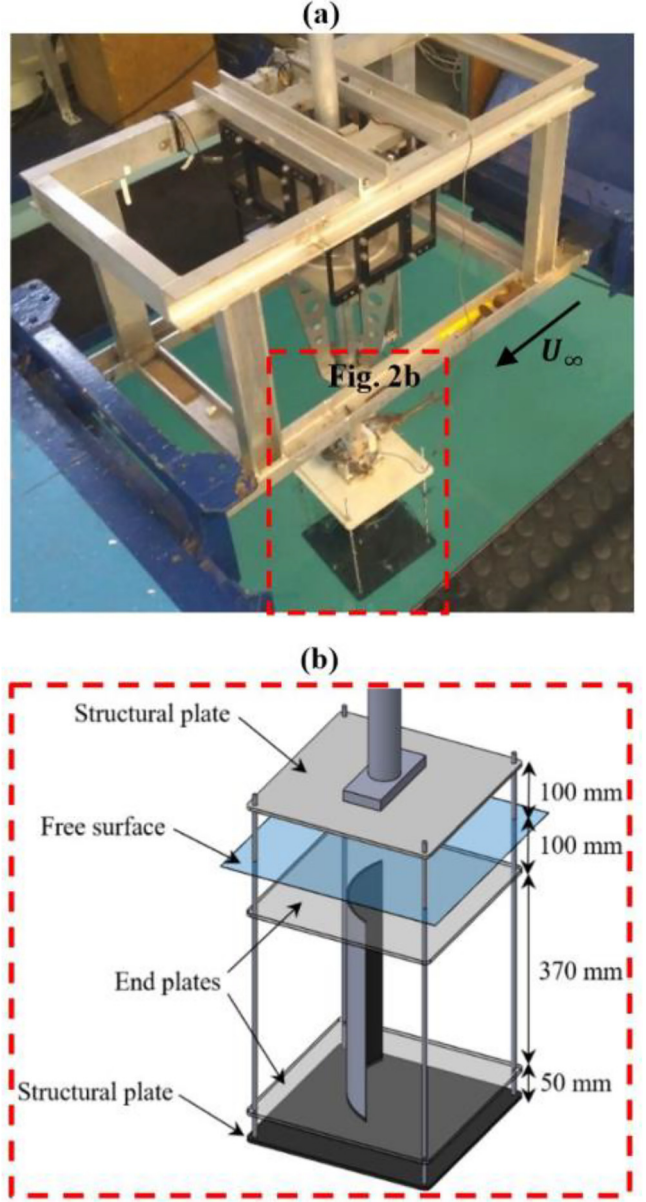 (a)
Fig. 2b
U∞
(b)
Structural plate
100 mm
Free surface
100 mm
370 mm
End plates
50 mm
Structural plate